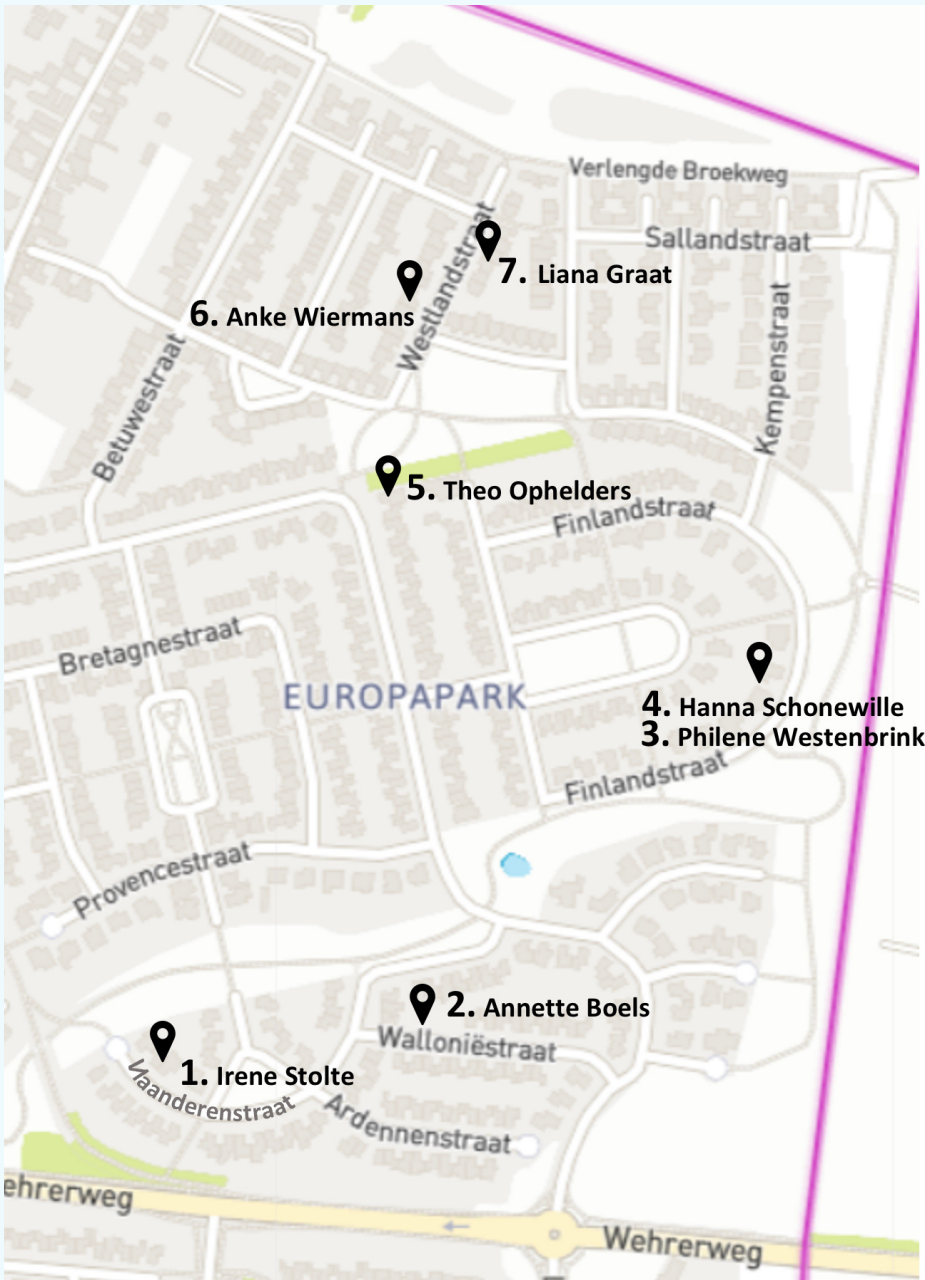 Verlengde Broekweg
Sallandstraat
Westlandstraat
7. Liana Graat
6. Anke Wiermans
Kempenstraat
Betuwestraat
5. Theo Ophelders
Finlandstraat
Bretagnestraat
EUROPAPARK
4. Hanna Schonewille
3. Philene Westenbrink
Finlandstraat
Provencestraat
2. Annette Boels
Walloniëstraat
1. Irene Stolte
Vlaanderenstraat
Ardennenstraat
ehrerweg
Wehrerweg